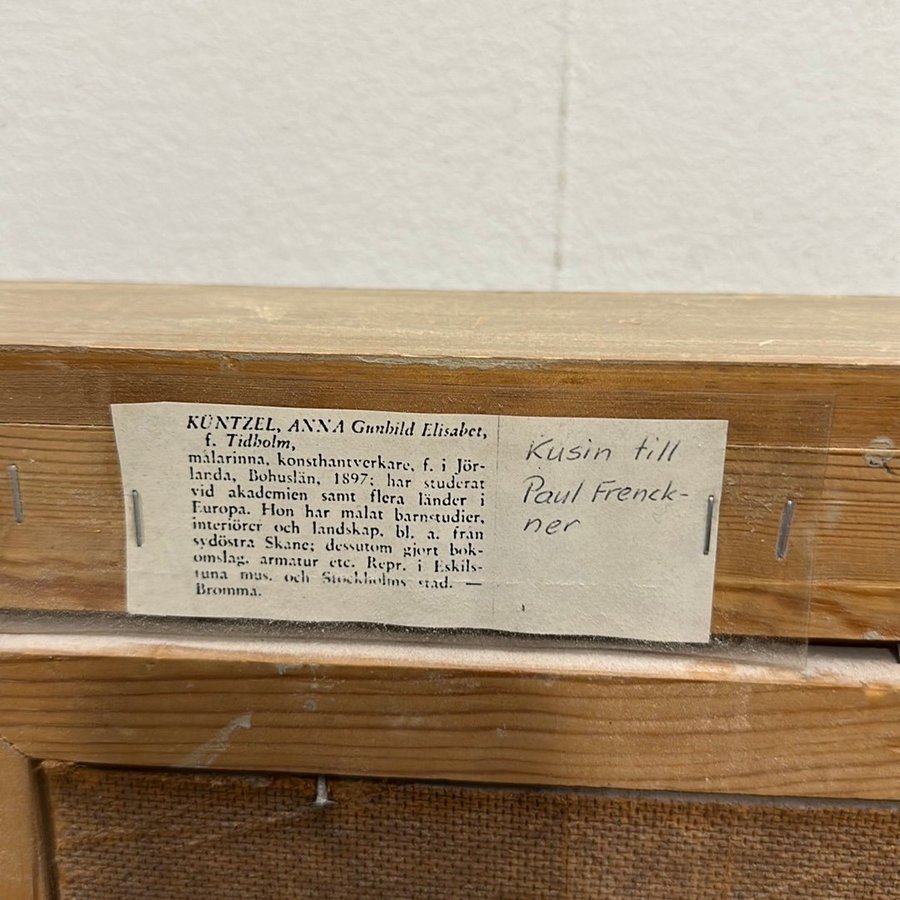 KÜNTZEL, ANNA Gunhild Elisabet,
f. Tidholm,
målarinna, konsthantverkare, f. i Jör-
landa, Bohuslän, 1897; har studerat
vid akademien samt flera länder i
Europa. Hon har målat barnstudier,
interiörer och landskap, bl. a. från
sydöstra Skåne; dessutom gjort bok-
omslag, armatur etc. Repr. i Eskils-
tuna mus. och Stockholms stad. —
Bromma.
Kusin till
Paul Frenck-
ner